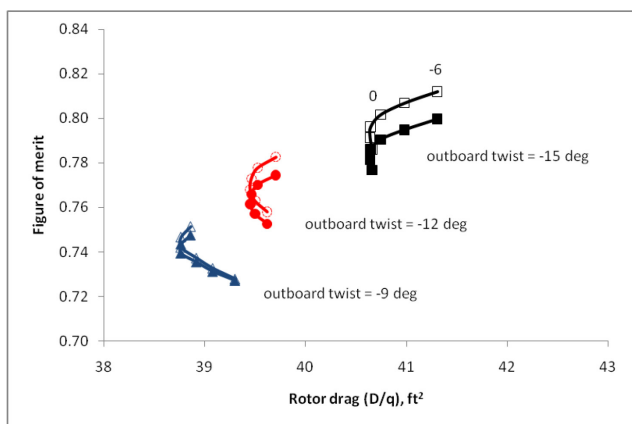 0.84
0.82
0.80
0.78
0.76
0.74
0.72
0.70
Figure of merit
-6
0
outboard twist = -15 deg
outboard twist = -12 deg
outboard twist = -9 deg
38 39 40 41 42 43
Rotor drag (D/q), ft²